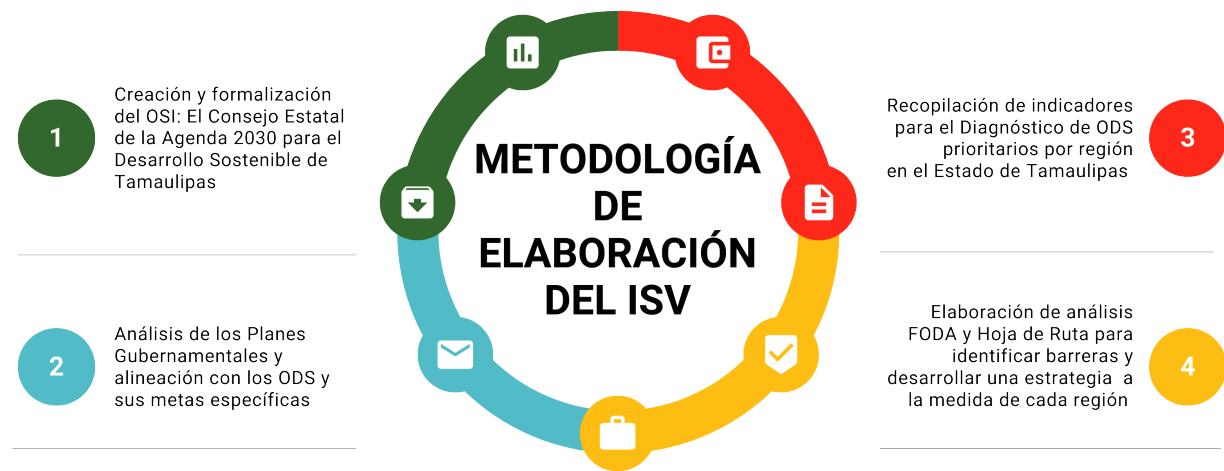 1
Creación y formalización
del OSI: El Consejo Estatal
de la Agenda 2030 para el
Desarrollo Sostenible de
Tamaulipas
2
Análisis de los Planes
Gubernamentales y
alineación con los ODS y
sus metas específicas
METODOLOGÍA
DE
ELABORACIÓN
DEL ISV
Recopilación de indicadores
para el Diagnóstico de ODS
prioritarios por región
en el Estado de Tamaulipas
3
Elaboración de análisis
FODA y Hoja de Ruta para
identificar barreras y
desarrollar una estrategia a
la medida de cada región
4